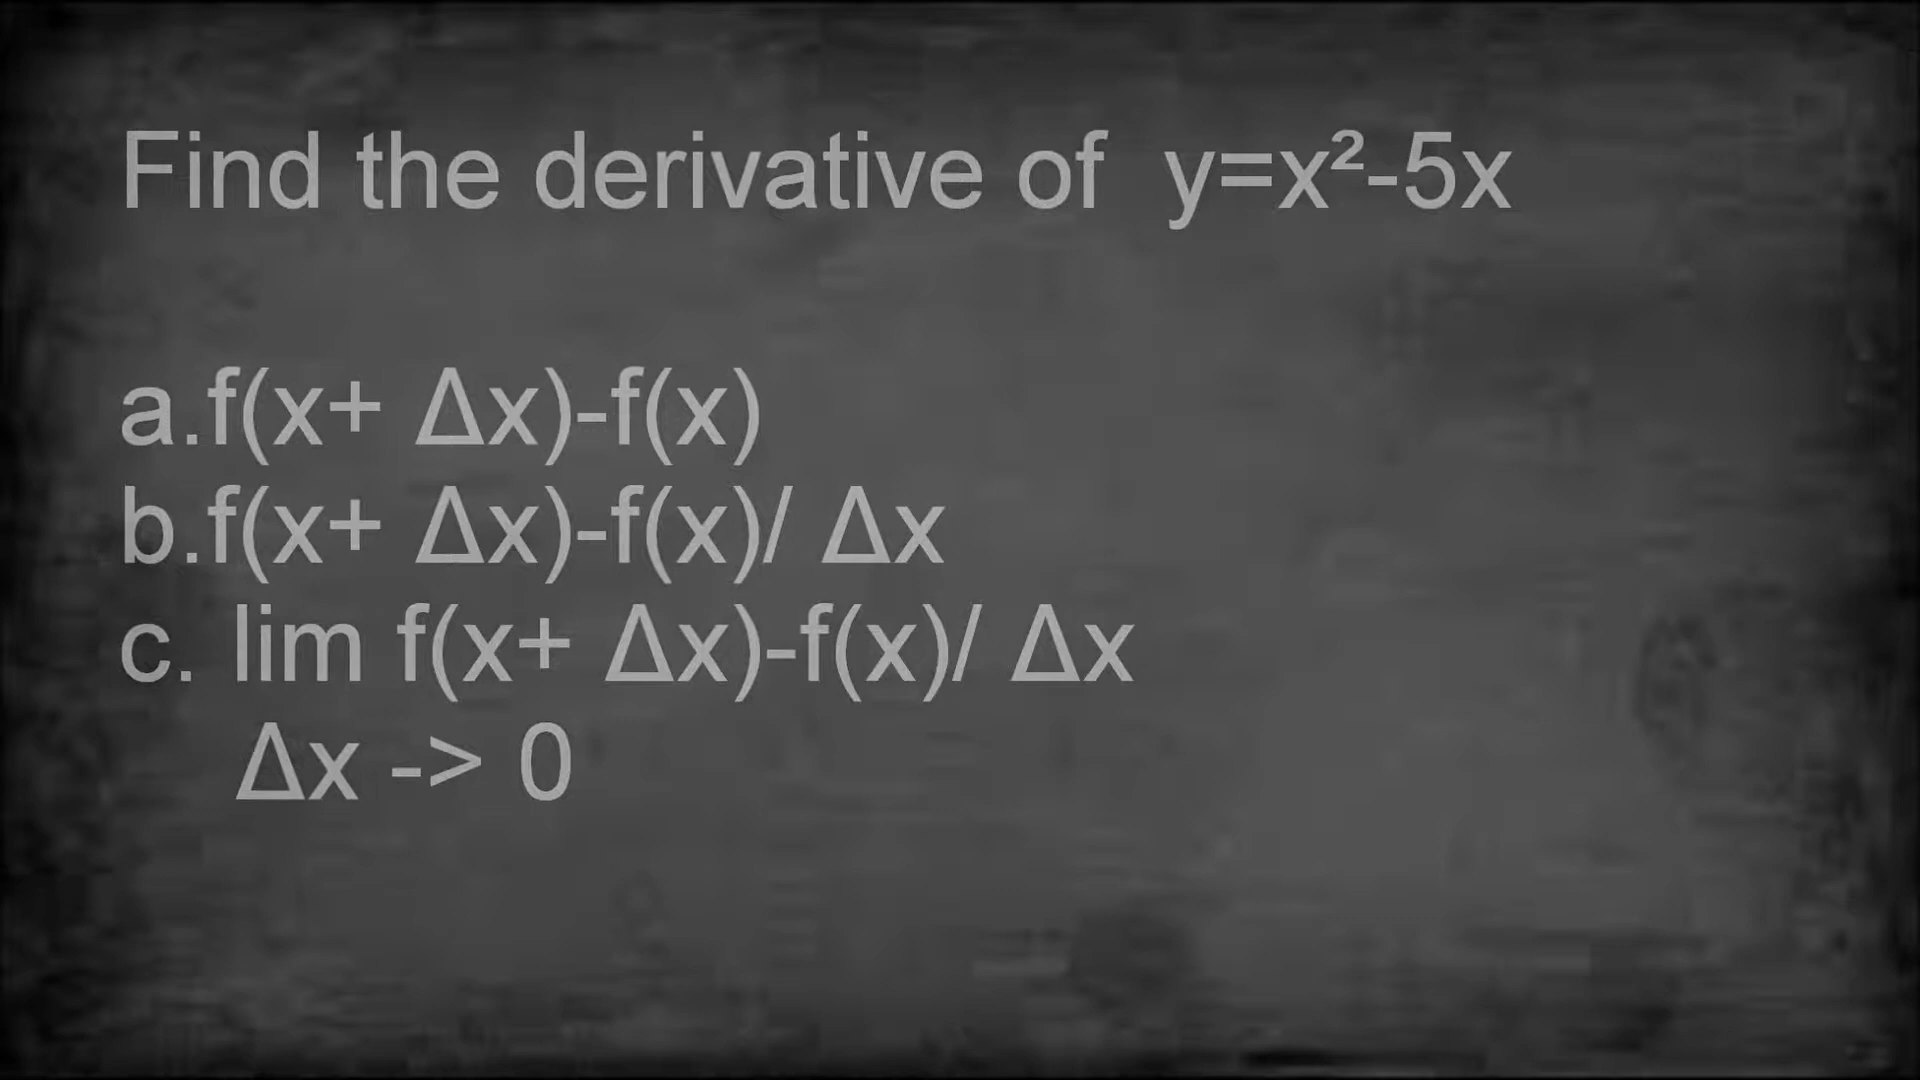 Find the derivative of  y=x²-5x
a.f(x+ Δx)-f(x)
b.f(x+ Δx)-f(x)/ Δx
c. lim f(x+ Δx)-f(x)/ Δx
Δx -> 0